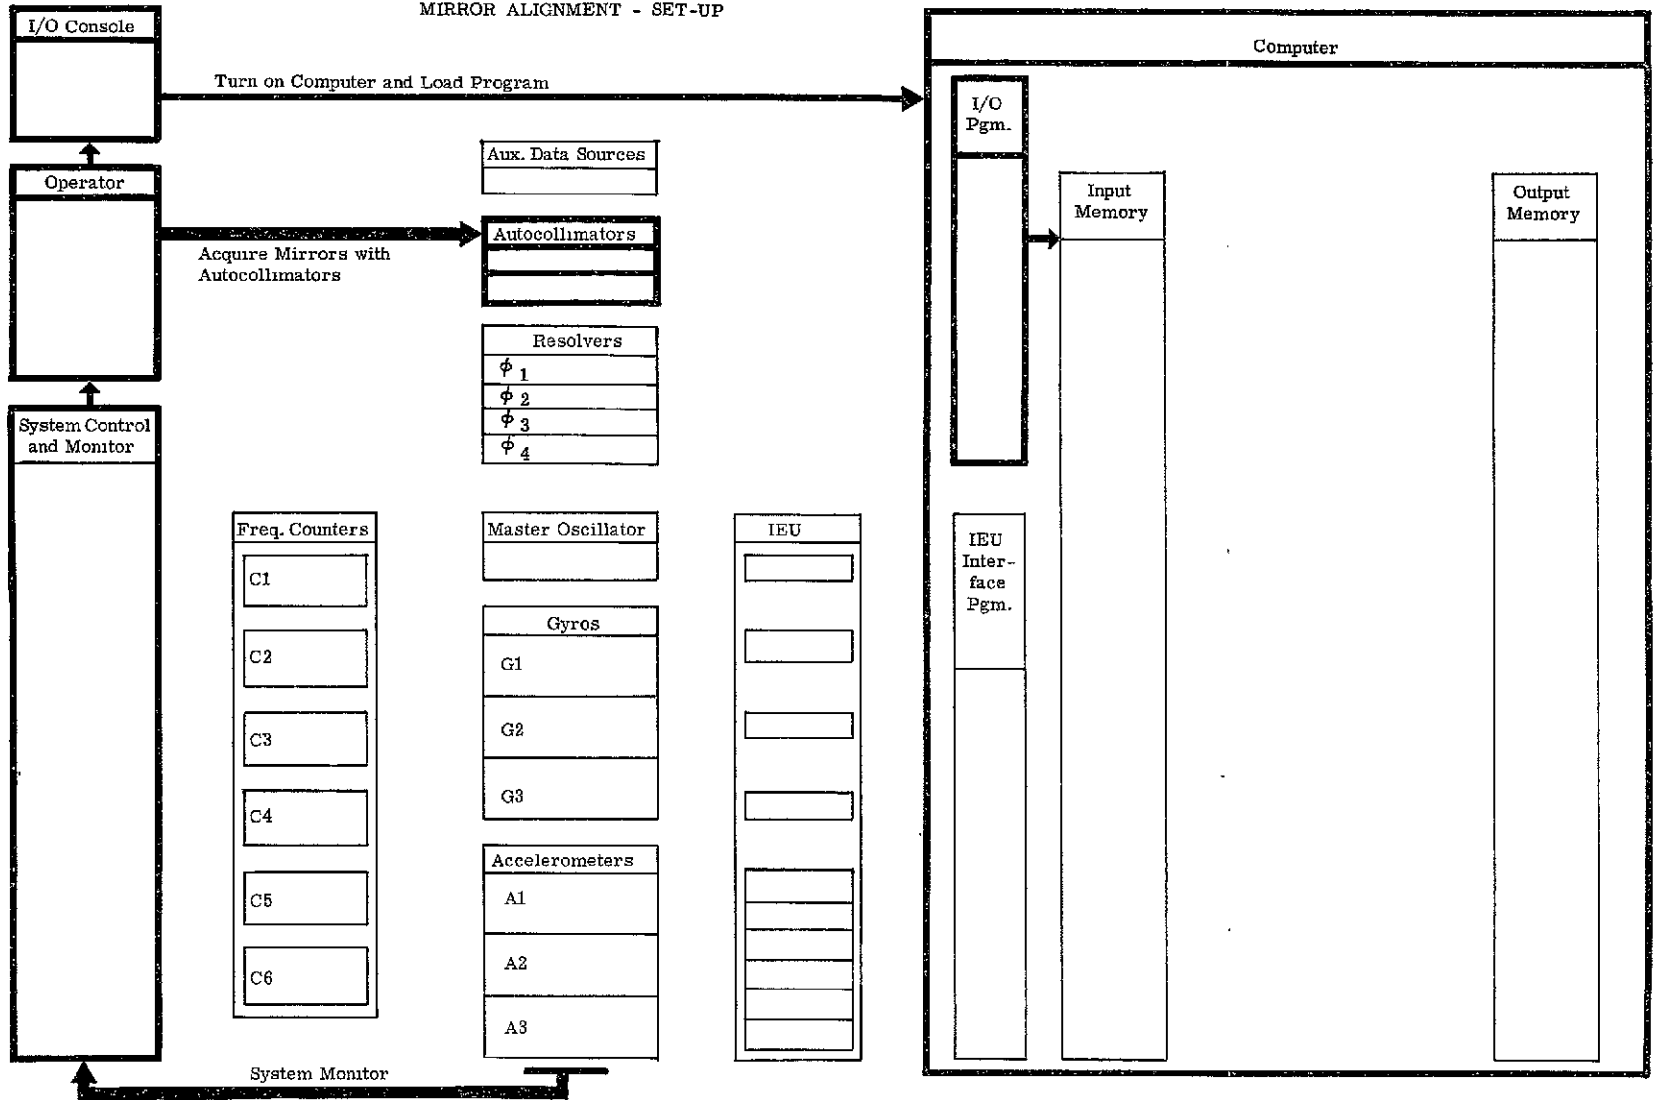 MIRROR ALIGNMENT - SET-UP
I/O Console
Computer
Turn on Computer and Load Program
I/O
Pgm.
Aux. Data Sources
Operator
Input
Memory
Output
Memory
Autocollimators
Acquire Mirrors with
Autocollimators
Resolvers
ϕ 1
ϕ 2
ϕ 3
ϕ 4
System Control
and Monitor
Freq. Counters
C1
C2
C3
C4
C5
C6
Master Oscillator
Gyros
G1
G2
G3
Accelerometers
A1
A2
A3
IEU
IEU
Inter-
face
Pgm.
System Monitor